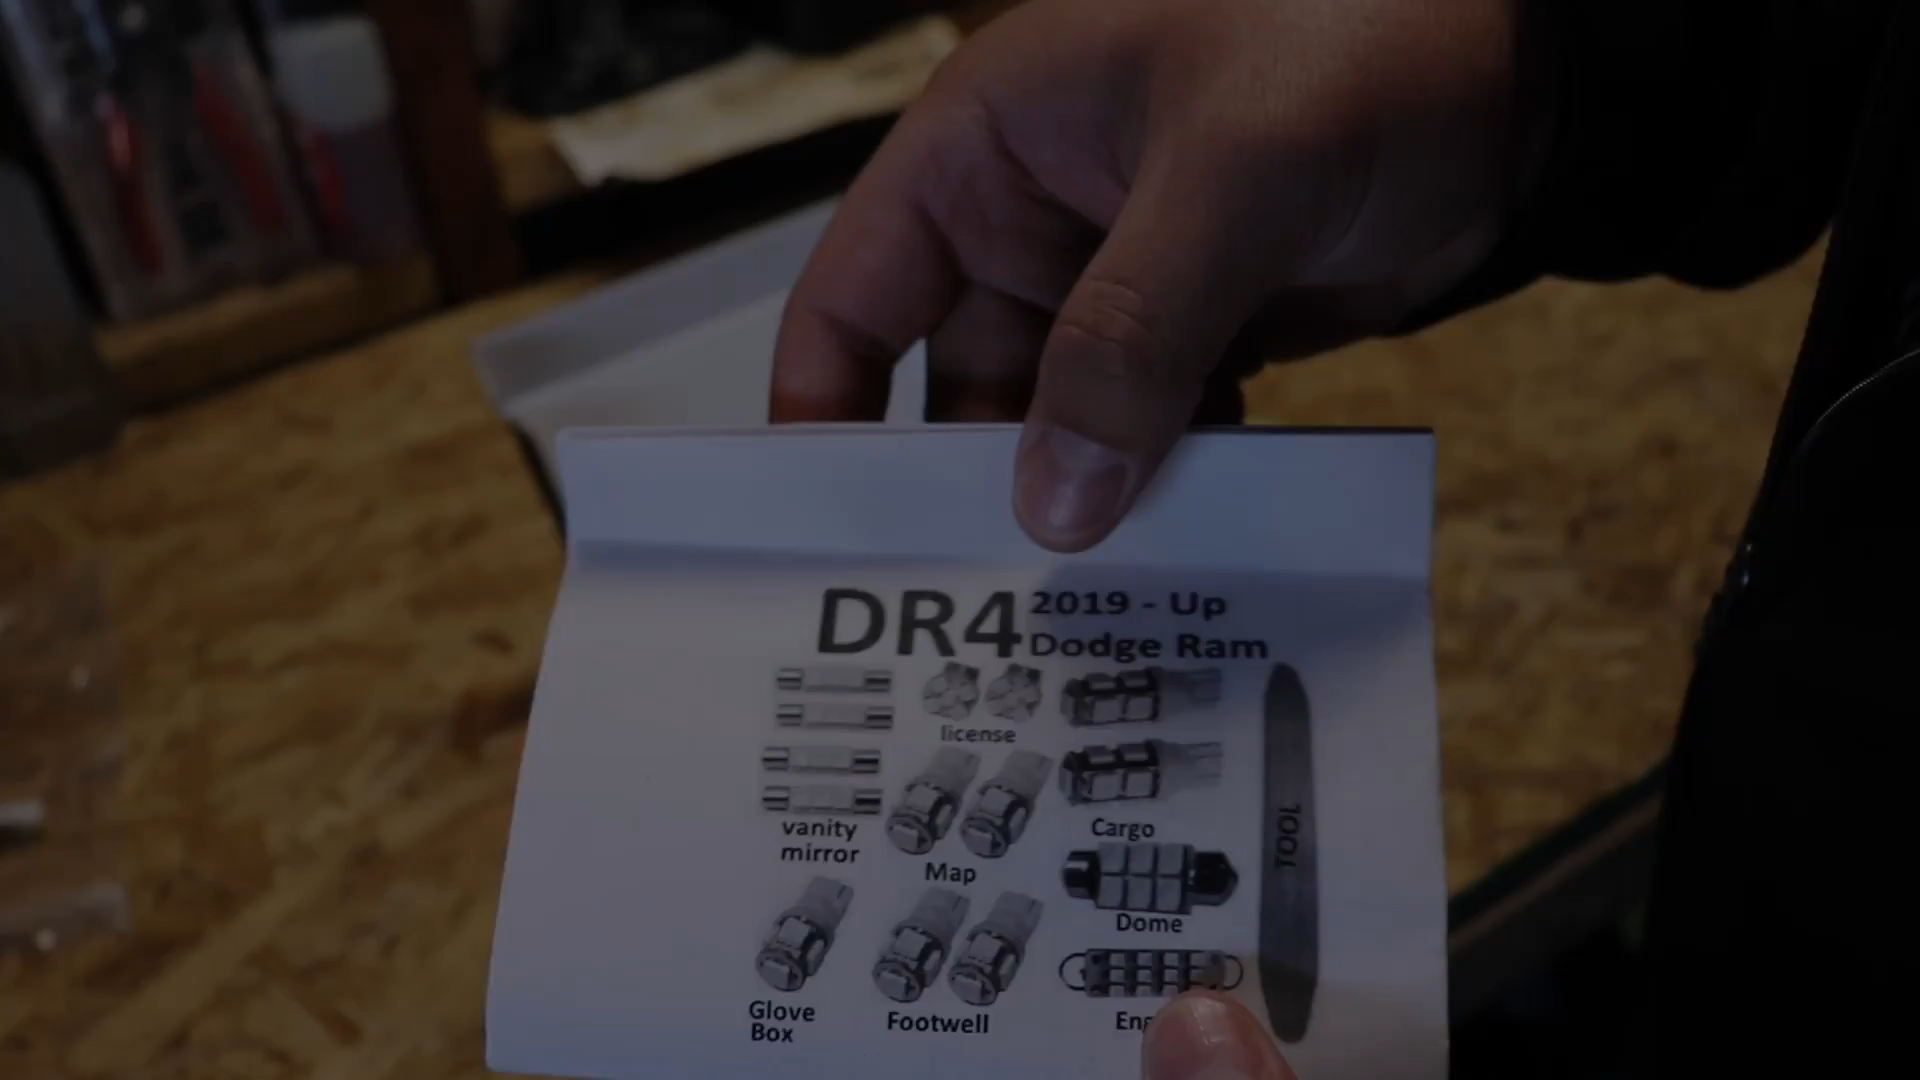 DR4
2019 - Up
Dodge Ram
license
vanity
mirror
Map
Cargo
TOOL
Dome
Glove
Box
Footwell